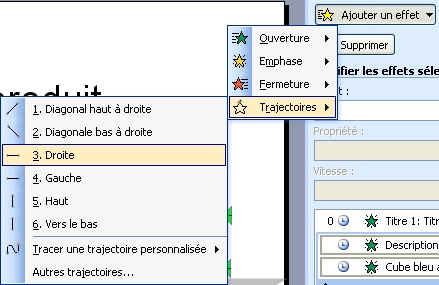 Ajouter un effet
Ouverture
Supprimer
Emphase
Fermeture
Trajectoires
produit
1. Diagonal haut à droite
2. Diagonale bas à droite
3. Droite
4. Gauche
5. Haut
6. Vers le bas
Tracer une trajectoire personnalisée
Autres trajectoires...
ifier les effets séle
t :
Propriété :
Vitesse :
0 Titre 1: Titr
Description
Cube bleu a